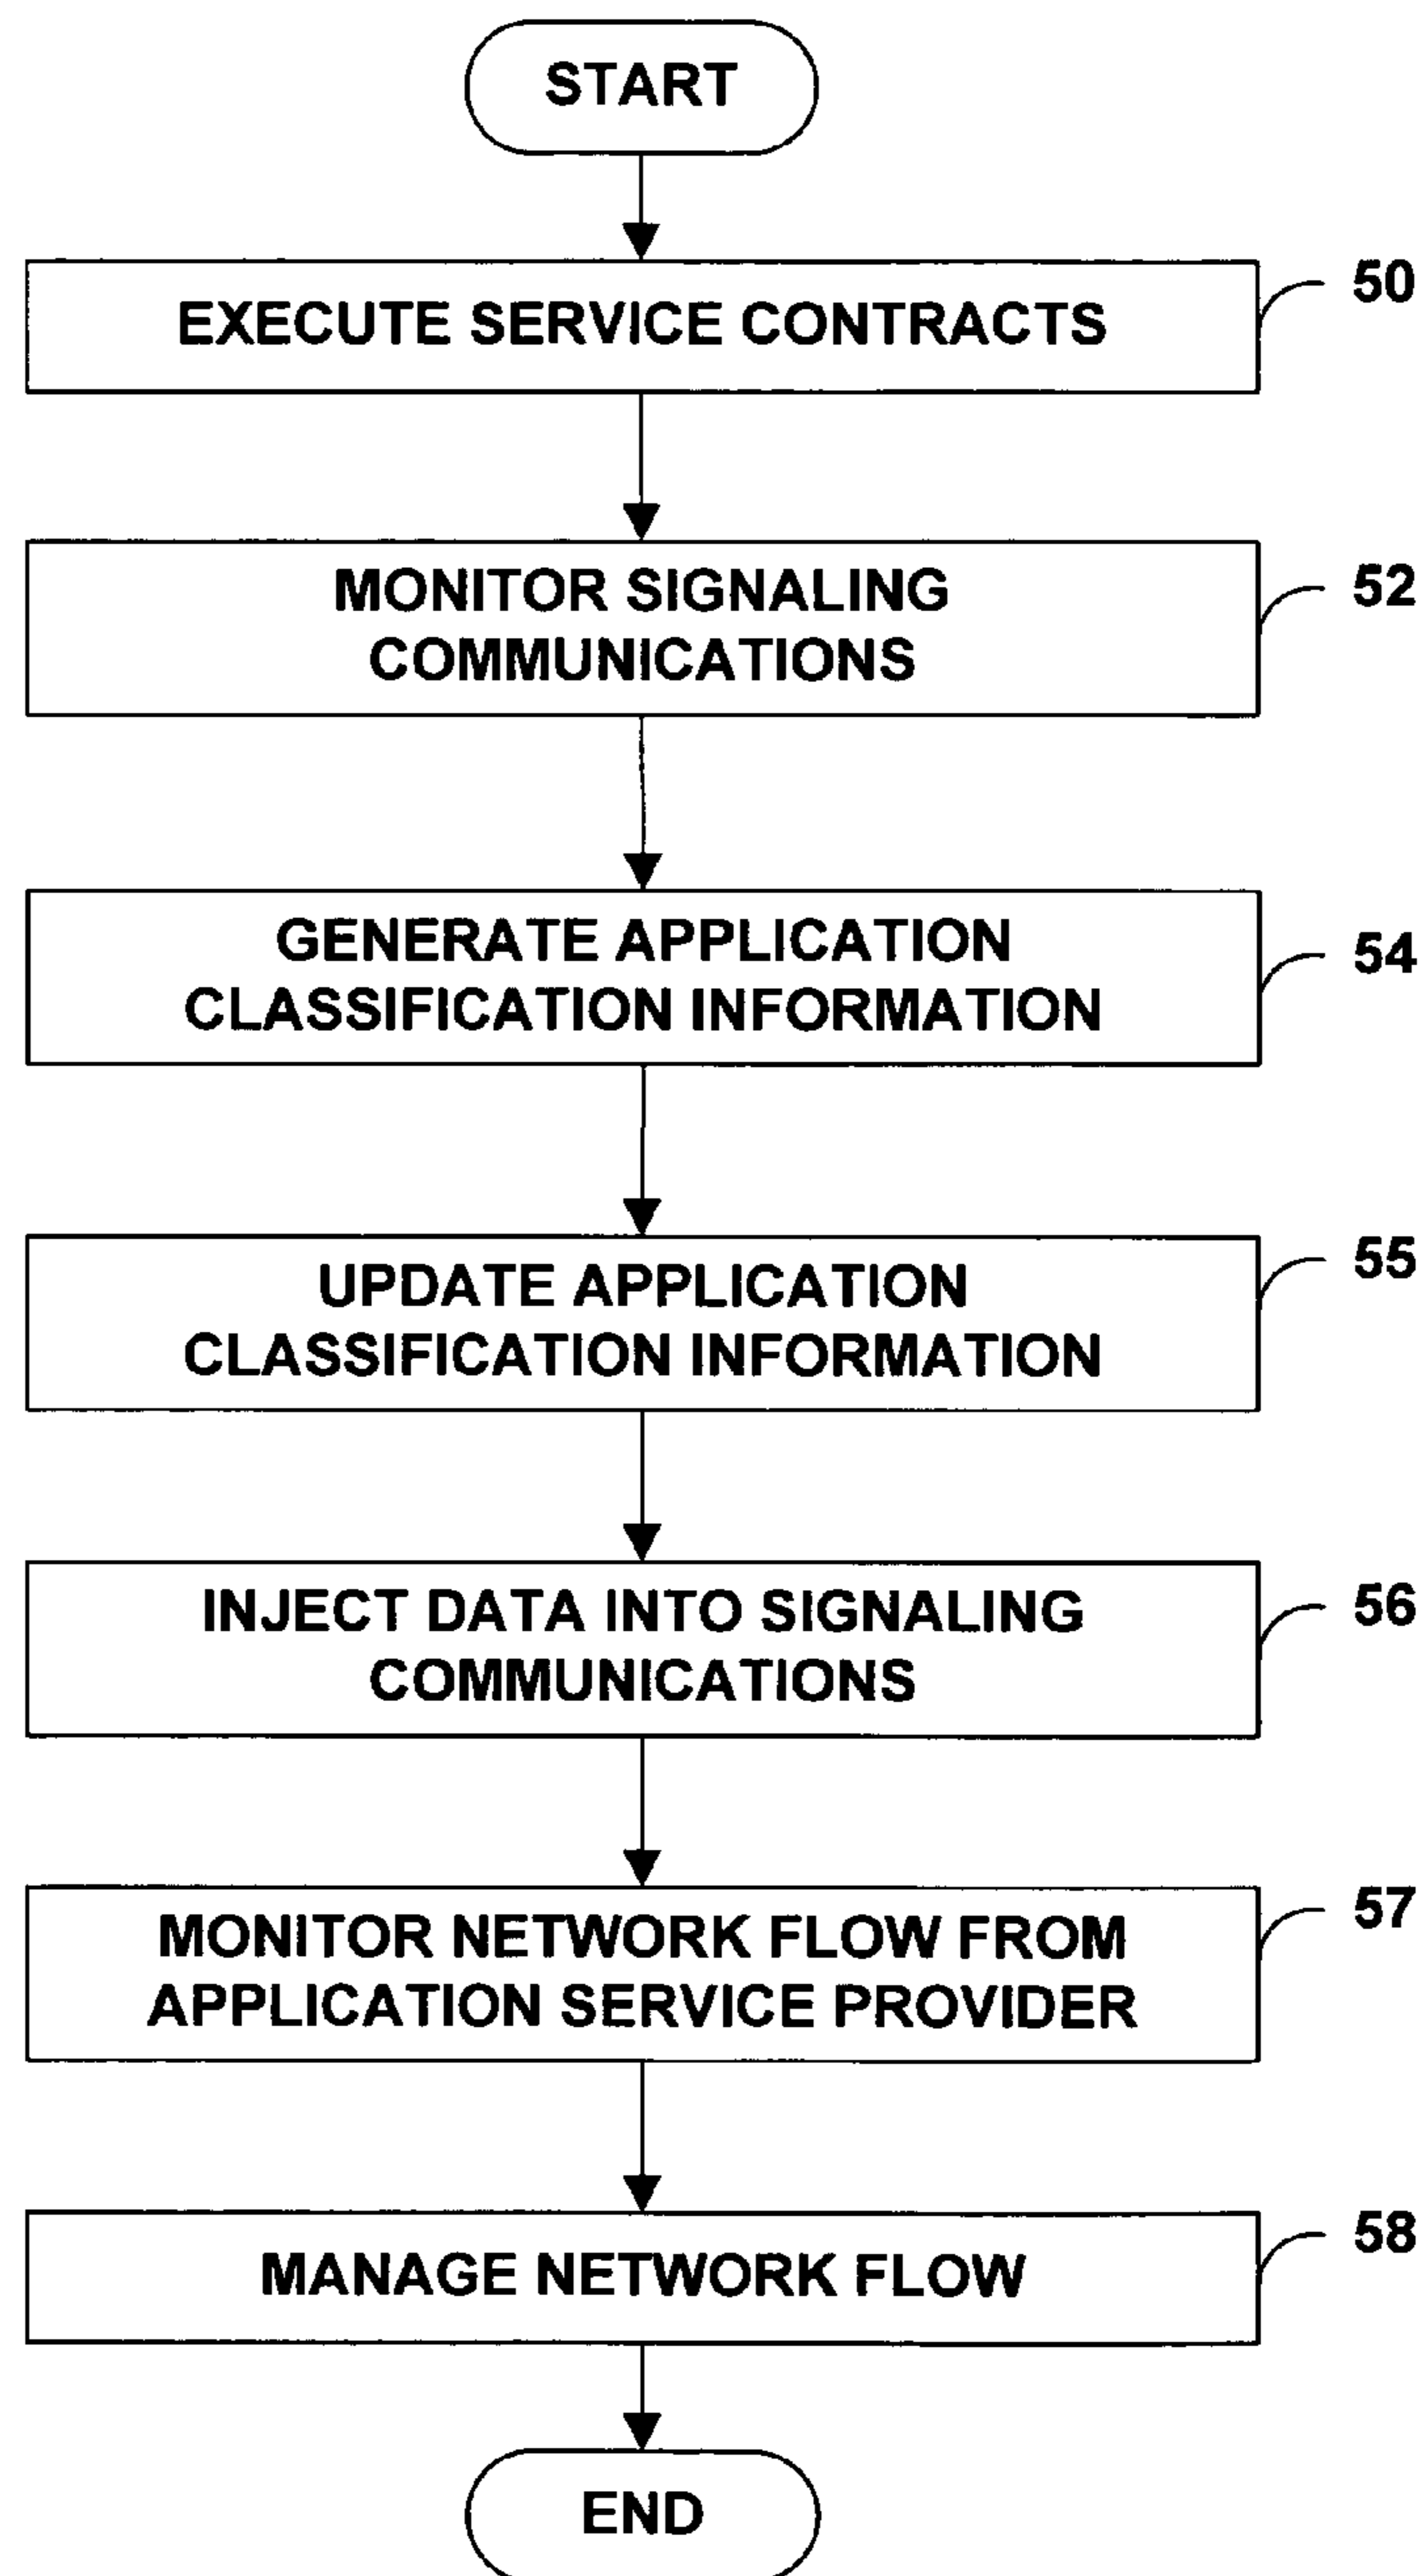 START
EXECUTE SERVICE CONTRACTS
50
MONITOR SIGNALING
COMMUNICATIONS
52
GENERATE APPLICATION
CLASSIFICATION INFORMATION
54
UPDATE APPLICATION
CLASSIFICATION INFORMATION
55
INJECT DATA INTO SIGNALING
COMMUNICATIONS
56
MONITOR NETWORK FLOW FROM
APPLICATION SERVICE PROVIDER
57
MANAGE NETWORK FLOW
58
END